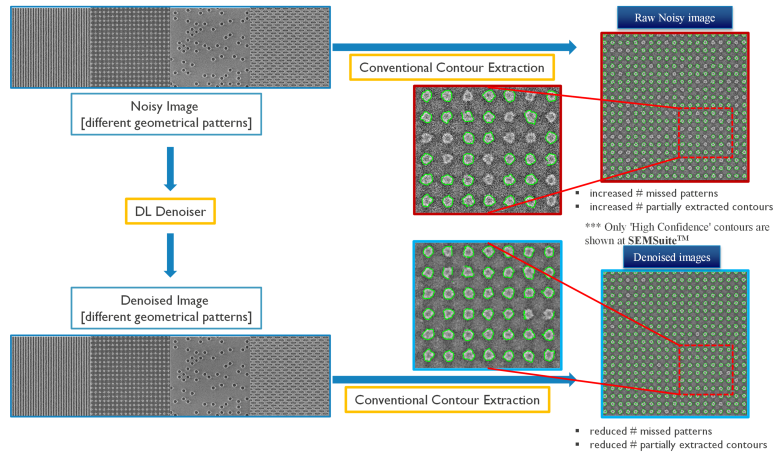 Raw Noisy image
Conventional Contour Extraction
Noisy Image
[different geometrical patterns]
▪ increased # missed patterns
▪ increased # partially extracted contours
DL Denoiser
*** Only 'High Confidence' contours are
shown at SEMSuite™
Denoised images
Denoised Image
[different geometrical patterns]
Conventional Contour Extraction
▪ reduced # missed patterns
▪ reduced # partially extracted contours